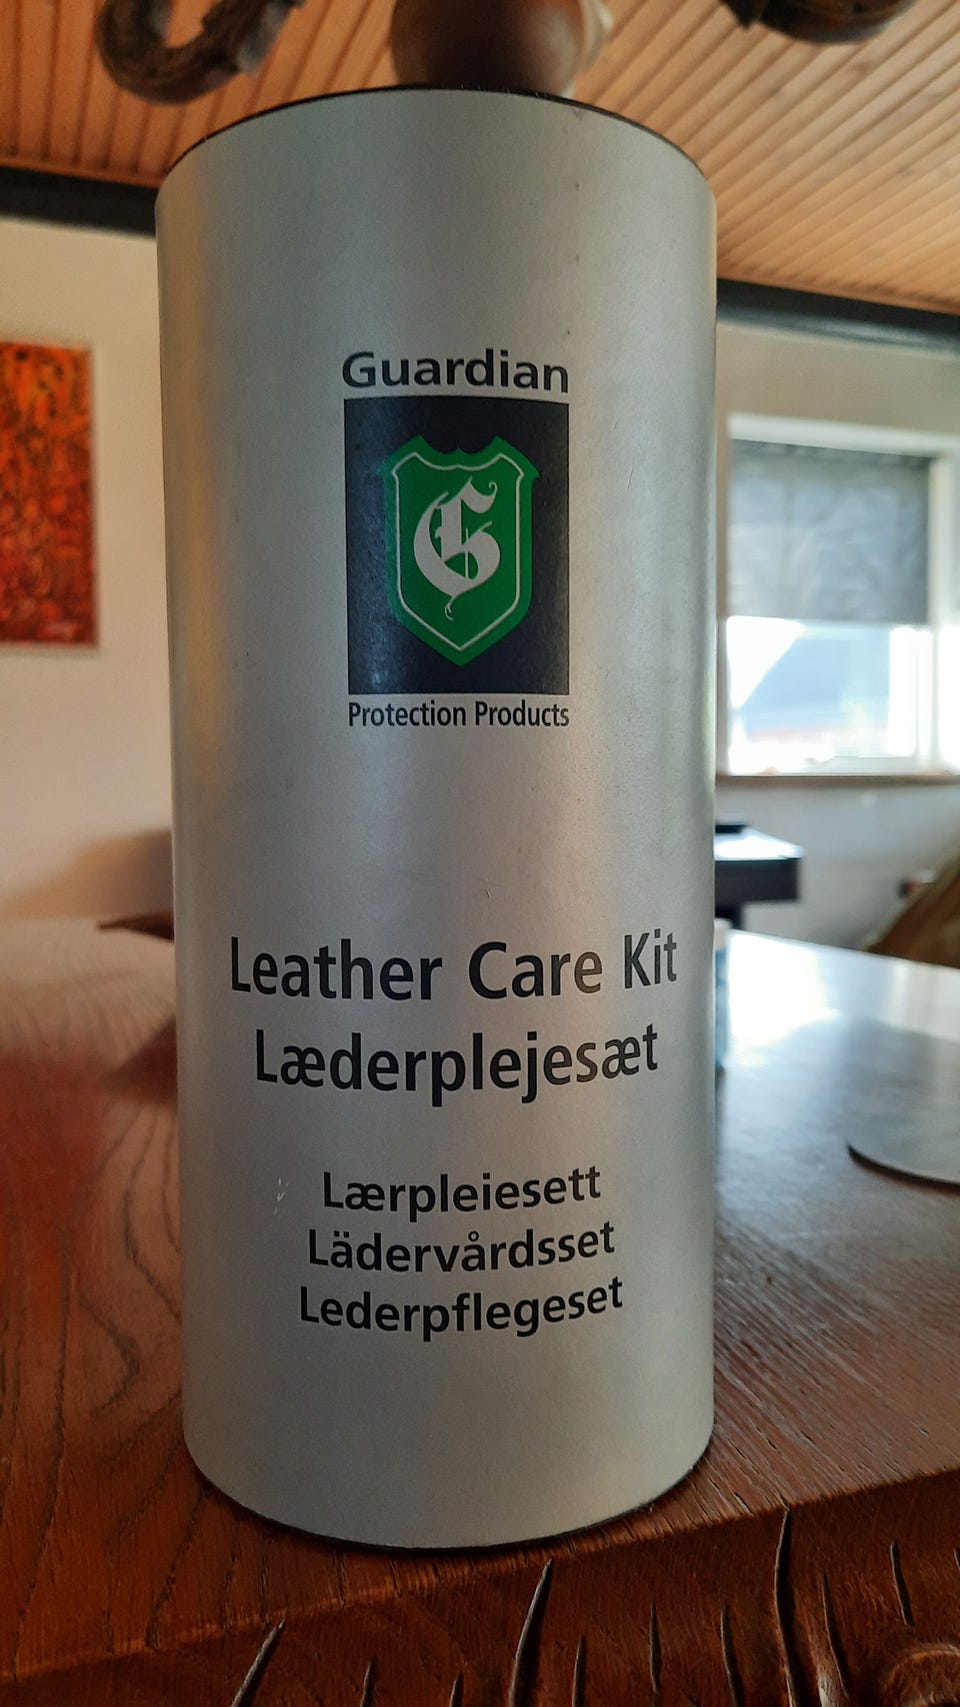 Guardian
G
Protection Products
Leather Care Kit
Læderplejesæt
Lærpleiesett
Lädervårdsset
Lederpflegeset